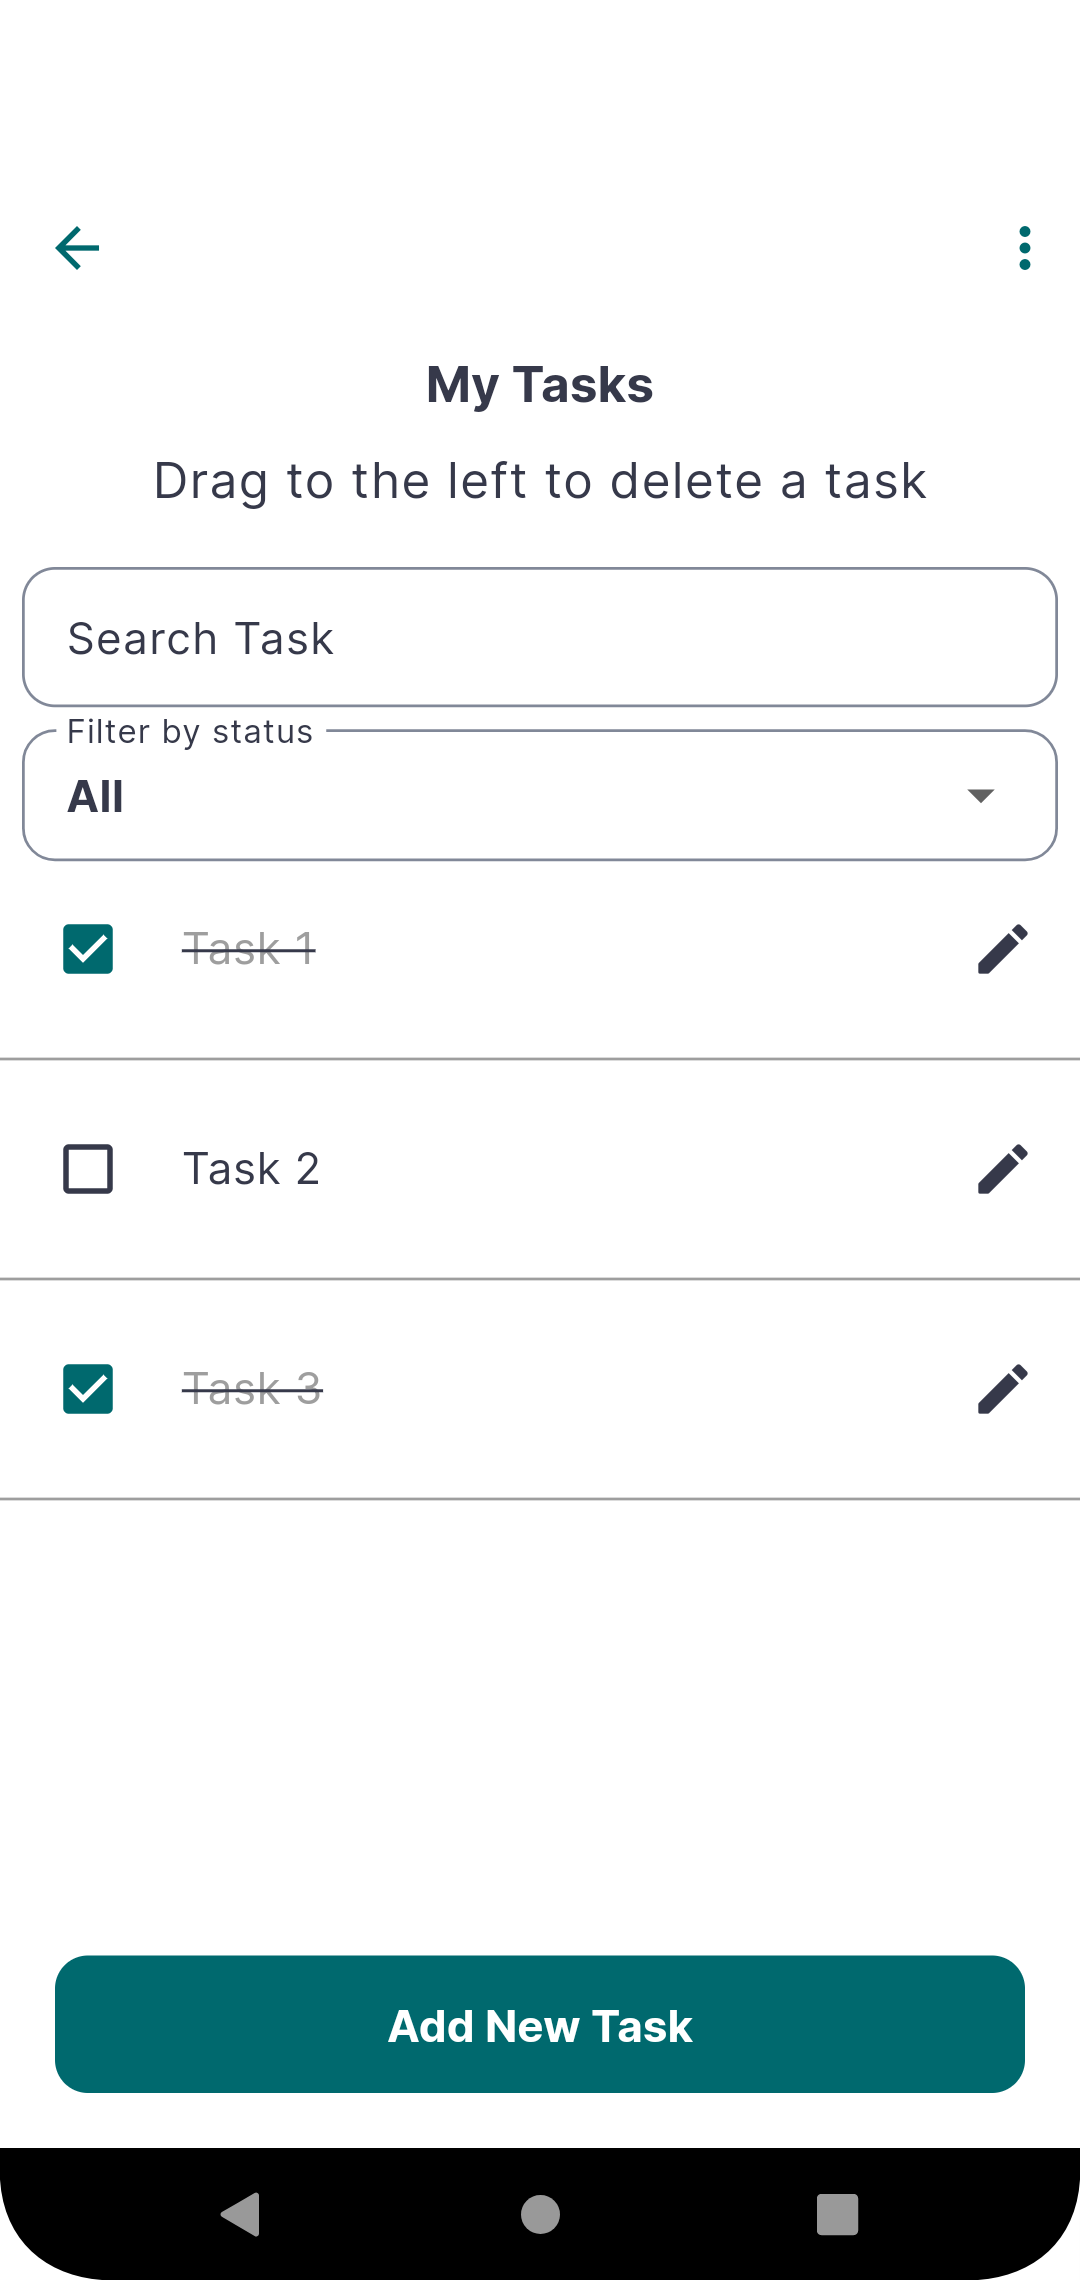 My Tasks
Drag to the left to delete a task
Search Task
Filter by status
All
Task 1
Task 2
Task 3
Add New Task